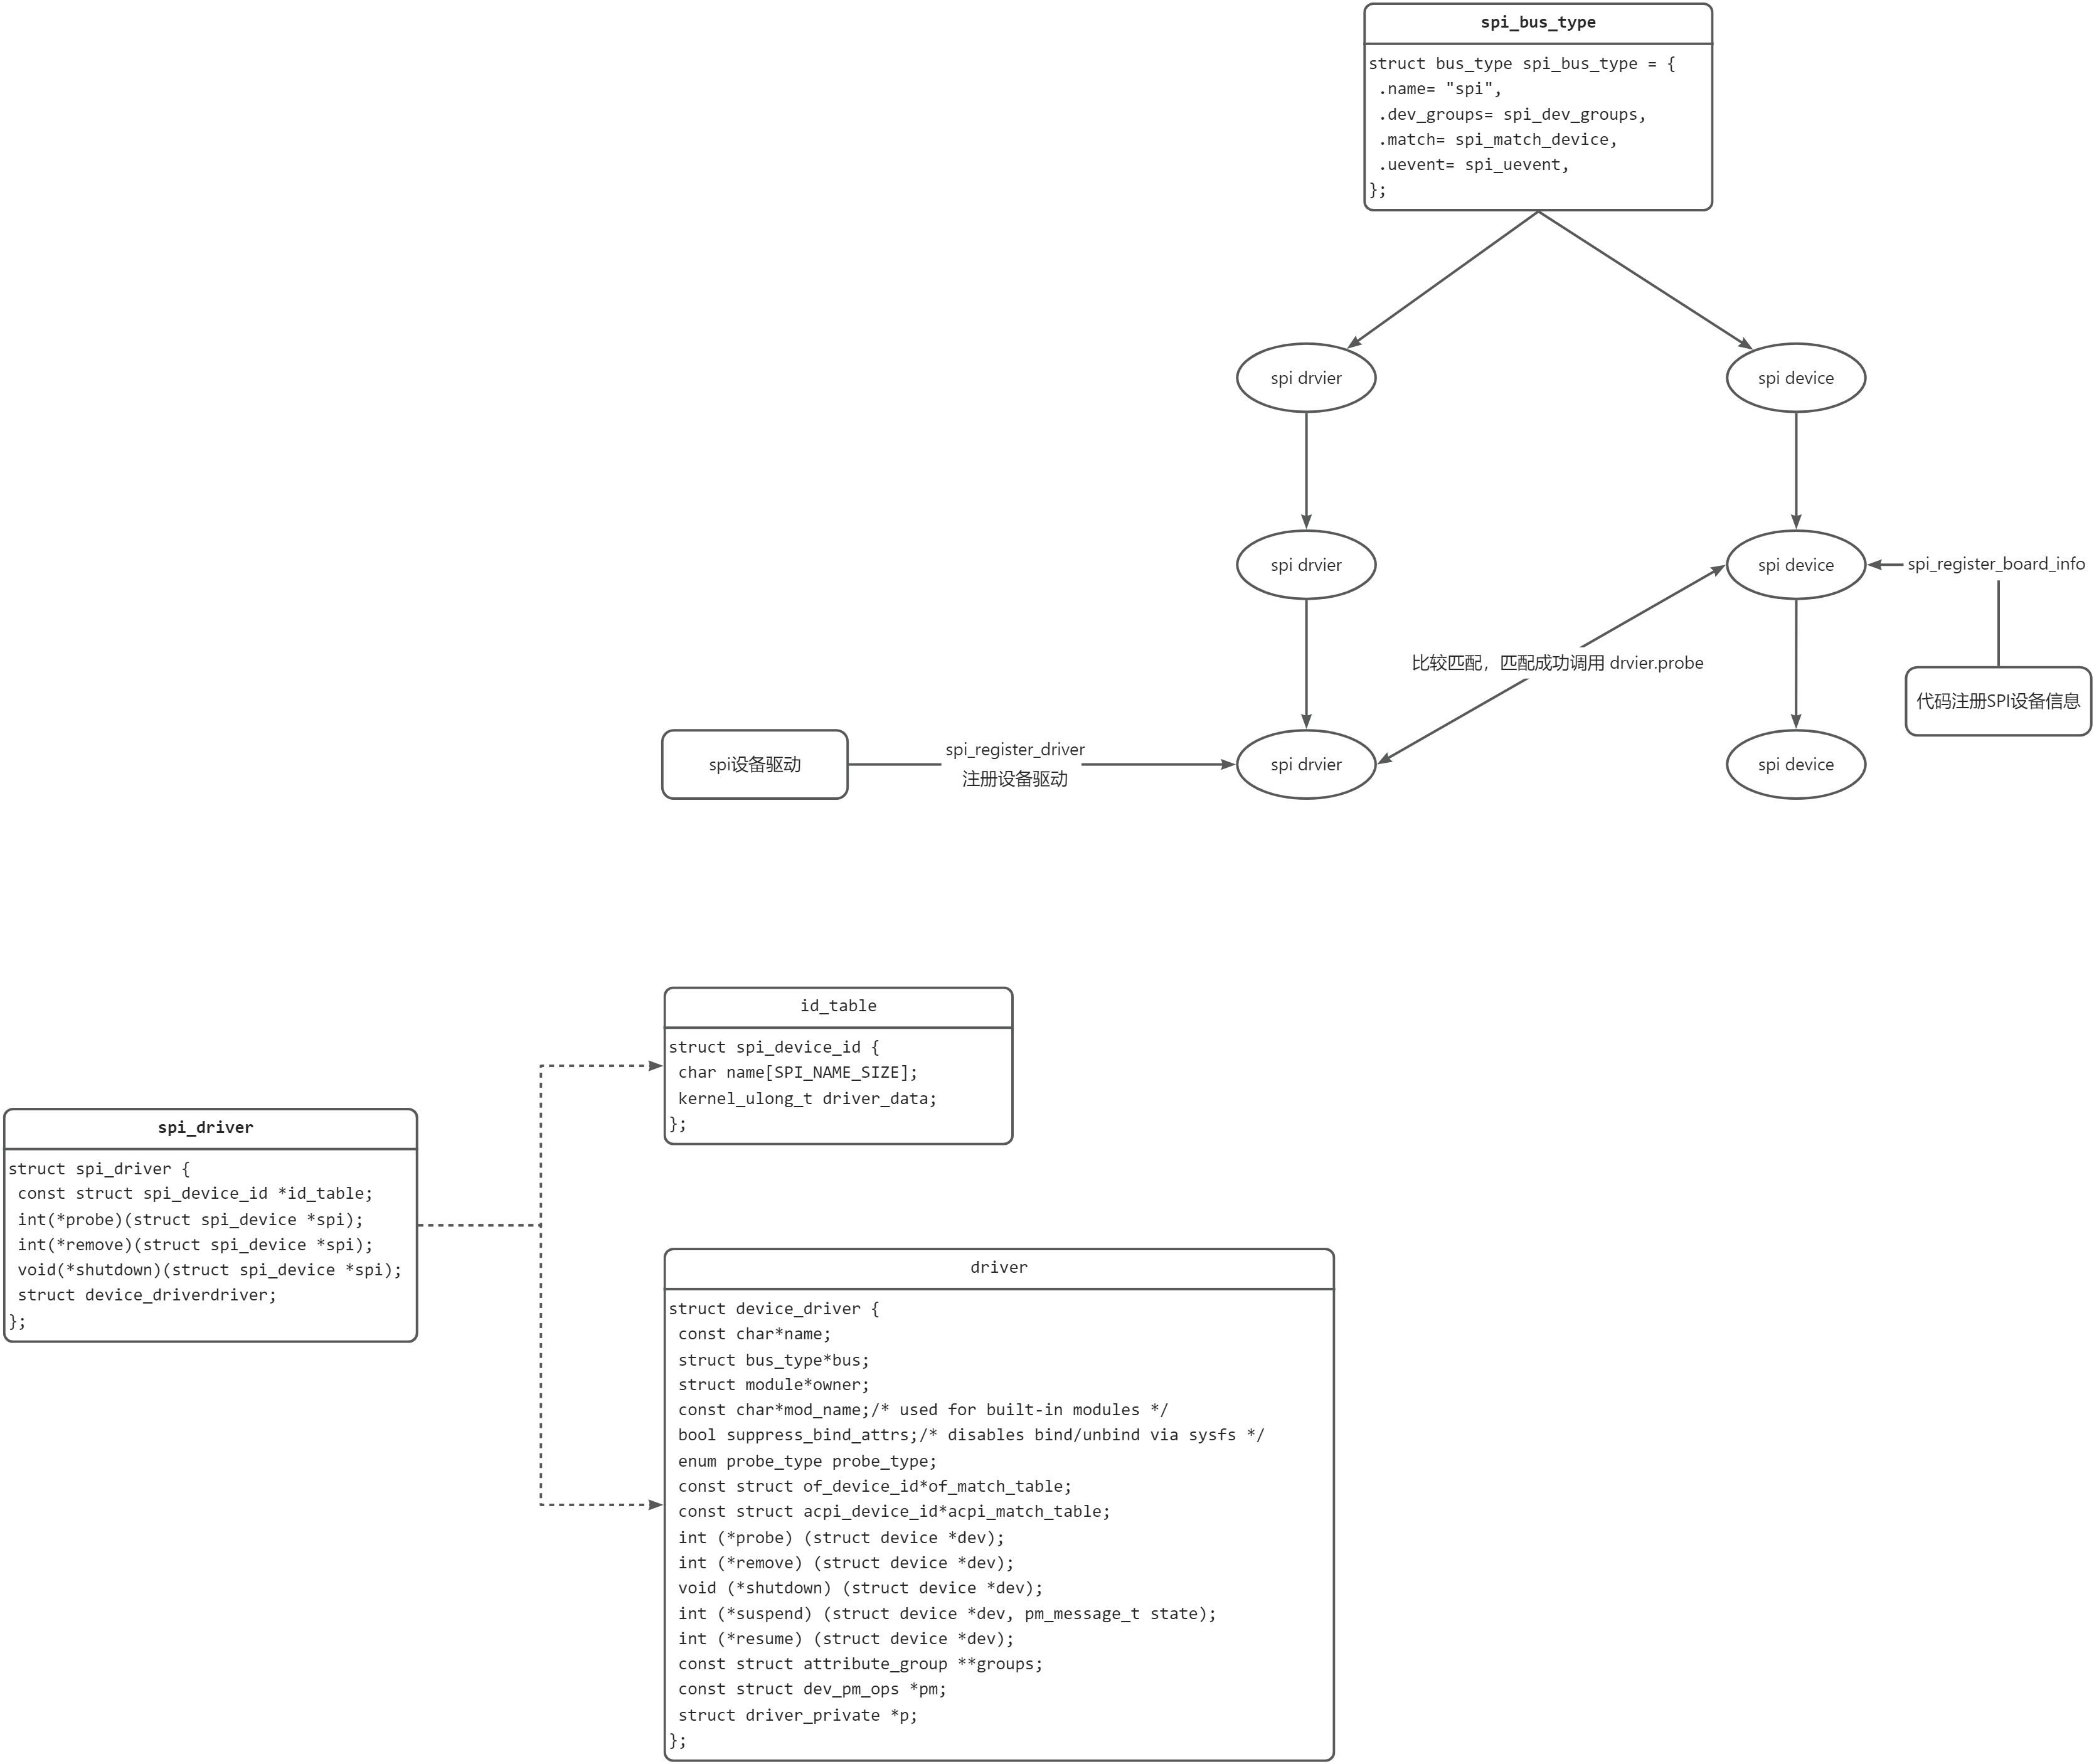 spi_bus_type
struct bus_type spi_bus_type = {
.name= "spi",
.dev_groups= spi_dev_groups,
.match= spi_match_device,
.uevent= spi_uevent,
};
spi drvier
spi device
spi drvier
spi device
spi_register_board_info
比较匹配，匹配成功调用 drvier.probe
代码注册SPI设备信息
spi设备驱动
spi_register_driver
注册设备驱动
spi drvier
spi device
id_table
struct spi_device_id {
char name[SPI_NAME_SIZE];
kernel_ulong_t driver_data;
};
spi_driver
struct spi_driver {
const struct spi_device_id *id_table;
int(*probe)(struct spi_device *spi);
int(*remove)(struct spi_device *spi);
void(*shutdown)(struct spi_device *spi);
struct device_driverdriver;
};
driver
struct device_driver {
const char*name;
struct bus_type*bus;
struct module*owner;
const char*mod_name;/* used for built-in modules */
bool suppress_bind_attrs;/* disables bind/unbind via sysfs */
enum probe_type probe_type;
const struct of_device_id*of_match_table;
const struct acpi_device_id*acpi_match_table;
int (*probe) (struct device *dev);
int (*remove) (struct device *dev);
void (*shutdown) (struct device *dev);
int (*suspend) (struct device *dev, pm_message_t state);
int (*resume) (struct device *dev);
const struct attribute_group **groups;
const struct dev_pm_ops *pm;
struct driver_private *p;
};